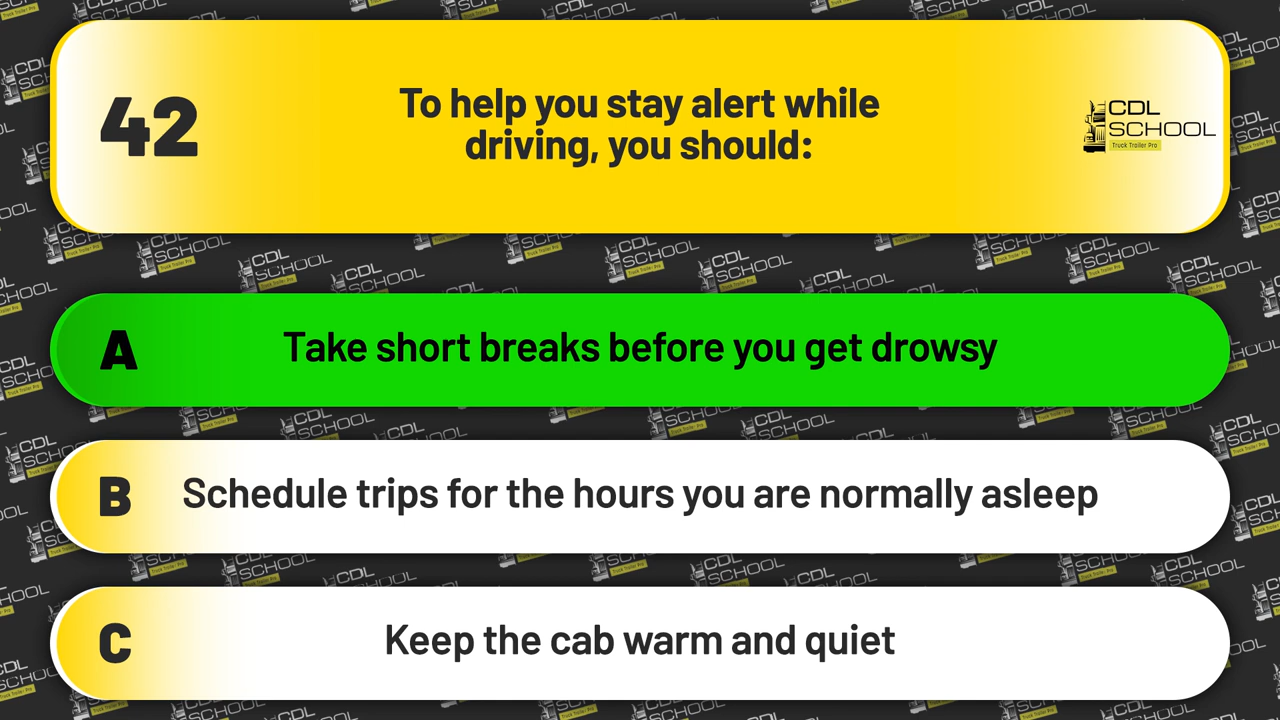 42
To help you stay alert while
driving, you should:
CDL
SCHOOL
Truck Trailer Pro
A
Take short breaks before you get drowsy
B
Schedule trips for the hours you are normally asleep
C
Keep the cab warm and quiet